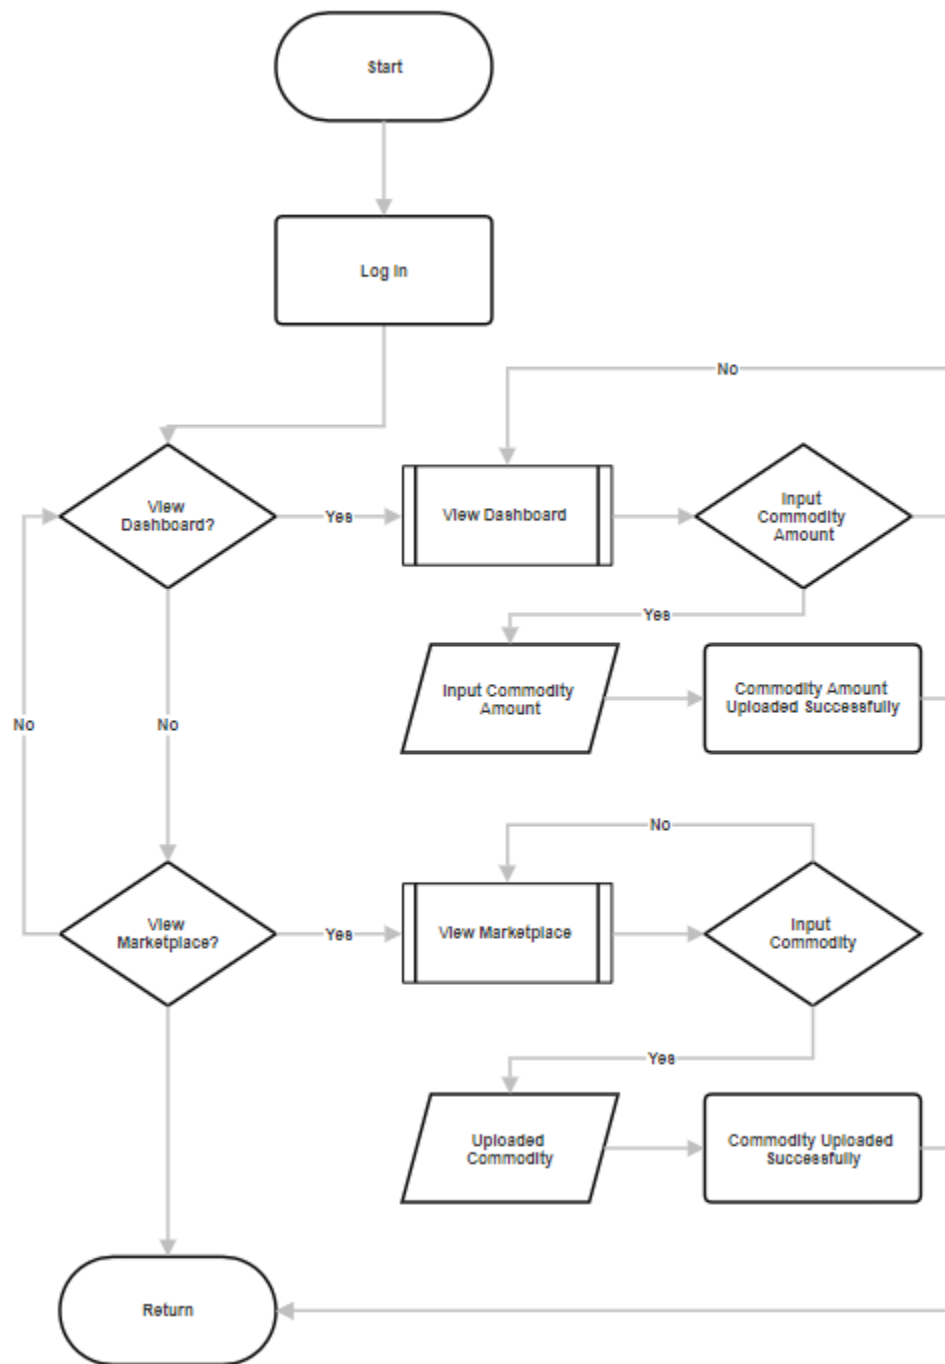 Start
Log In
No
View
Dashboard?
Yes
View Dashboard
Input
Commodity
Amount
Yes
Input Commodity
Amount
Commodity Amount
Uploaded Successfully
No
No
No
View
Marketplace?
Yes
View Marketplace
Input
Commodity
Yes
Uploaded
Commodity
Commodity Uploaded
Successfully
Return